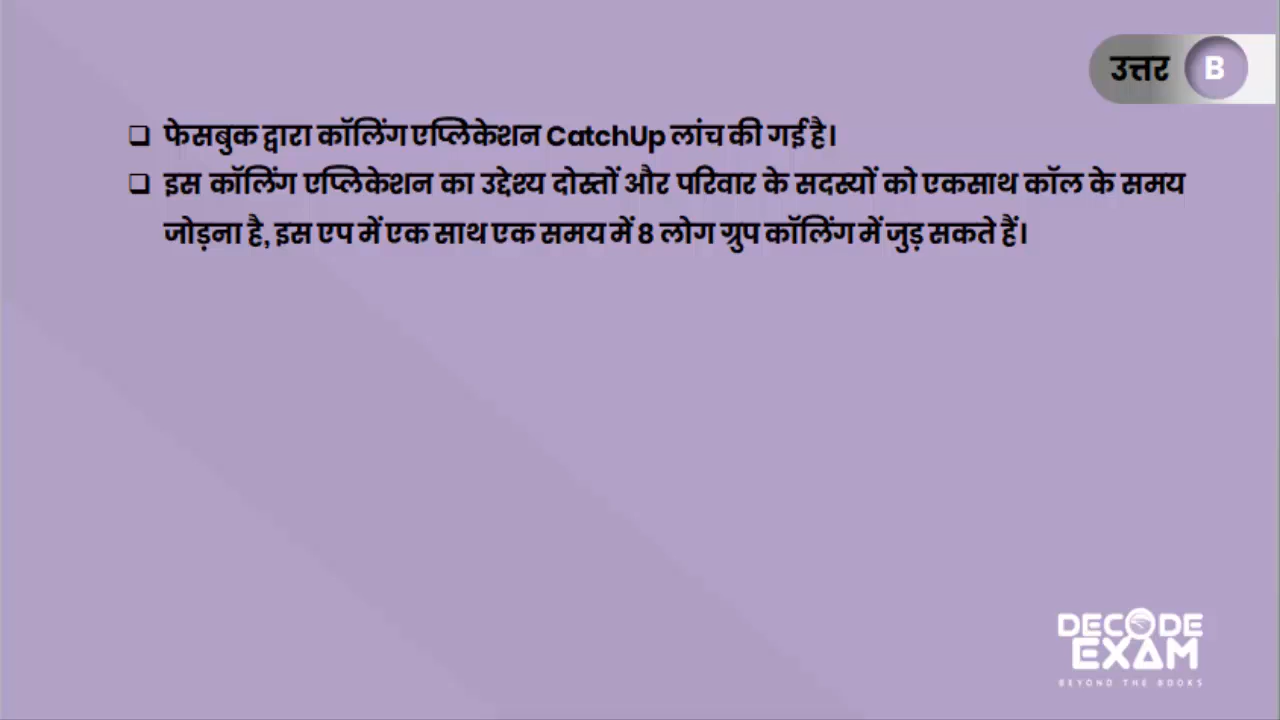 उत्तर B
❑ फेसबुक द्वारा कॉलिंग एप्लिकेशन CatchUp लांच की गई है।
❑ इस कॉलिंग एप्लिकेशन का उद्देश्य दोस्तों और परिवार के सदस्यों को एकसाथ कॉल के समय
जोड़ना है, इस एप में एक साथ एक समय में 8 लोग ग्रुप कॉलिंग में जुड़ सकते हैं।
DECODE
EXAM
BEYOND THE BOOKS